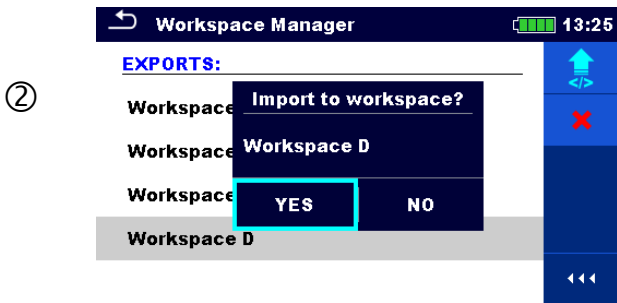 Workspace Manager 13:25
EXPORTS:
</>
②
Workspace
Import to workspace?
Workspace
Workspace D
Workspace
YES NO
Workspace D